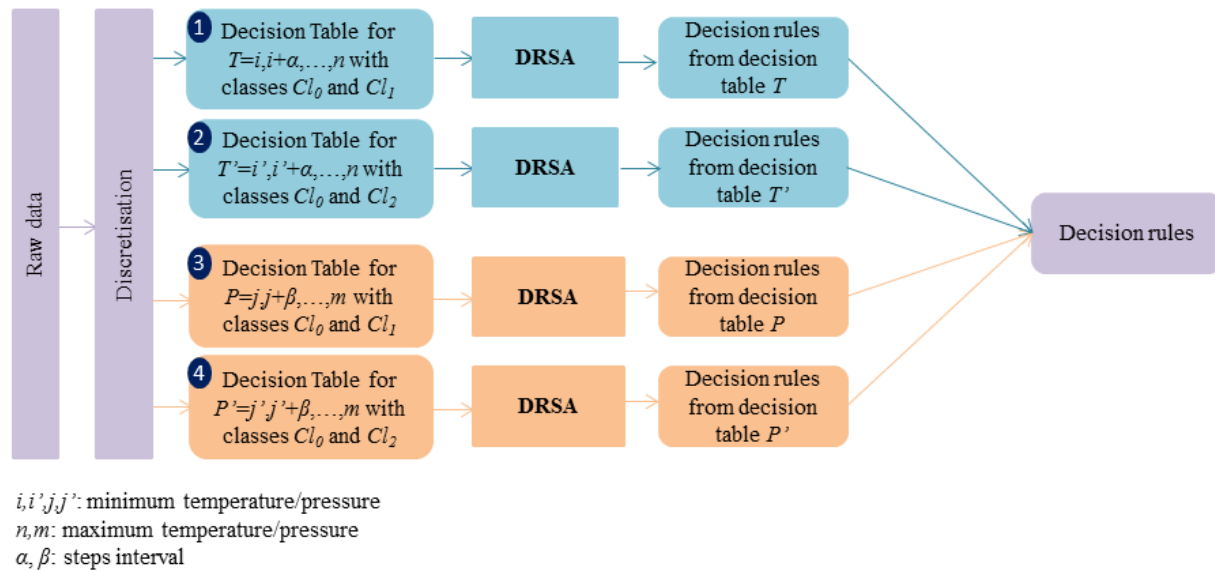 Raw data
Discretisation
1
Decision Table for
T=i,i+α,…,n with
classes Cl₀ and Cl₁
DRSA
Decision rules
from decision
table T
2
Decision Table for
T’=i’,i’+α,…,n with
classes Cl₀ and Cl₂
DRSA
Decision rules
from decision
table T’
3
Decision Table for
P=j,j+β,…,m with
classes Cl₀ and Cl₁
DRSA
Decision rules
from decision
table P
4
Decision Table for
P’=j’,j’+β,…,m with
classes Cl₀ and Cl₂
DRSA
Decision rules
from decision
table P’
Decision rules
i,i’,j,j’: minimum temperature/pressure
n,m: maximum temperature/pressure
α, β: steps interval